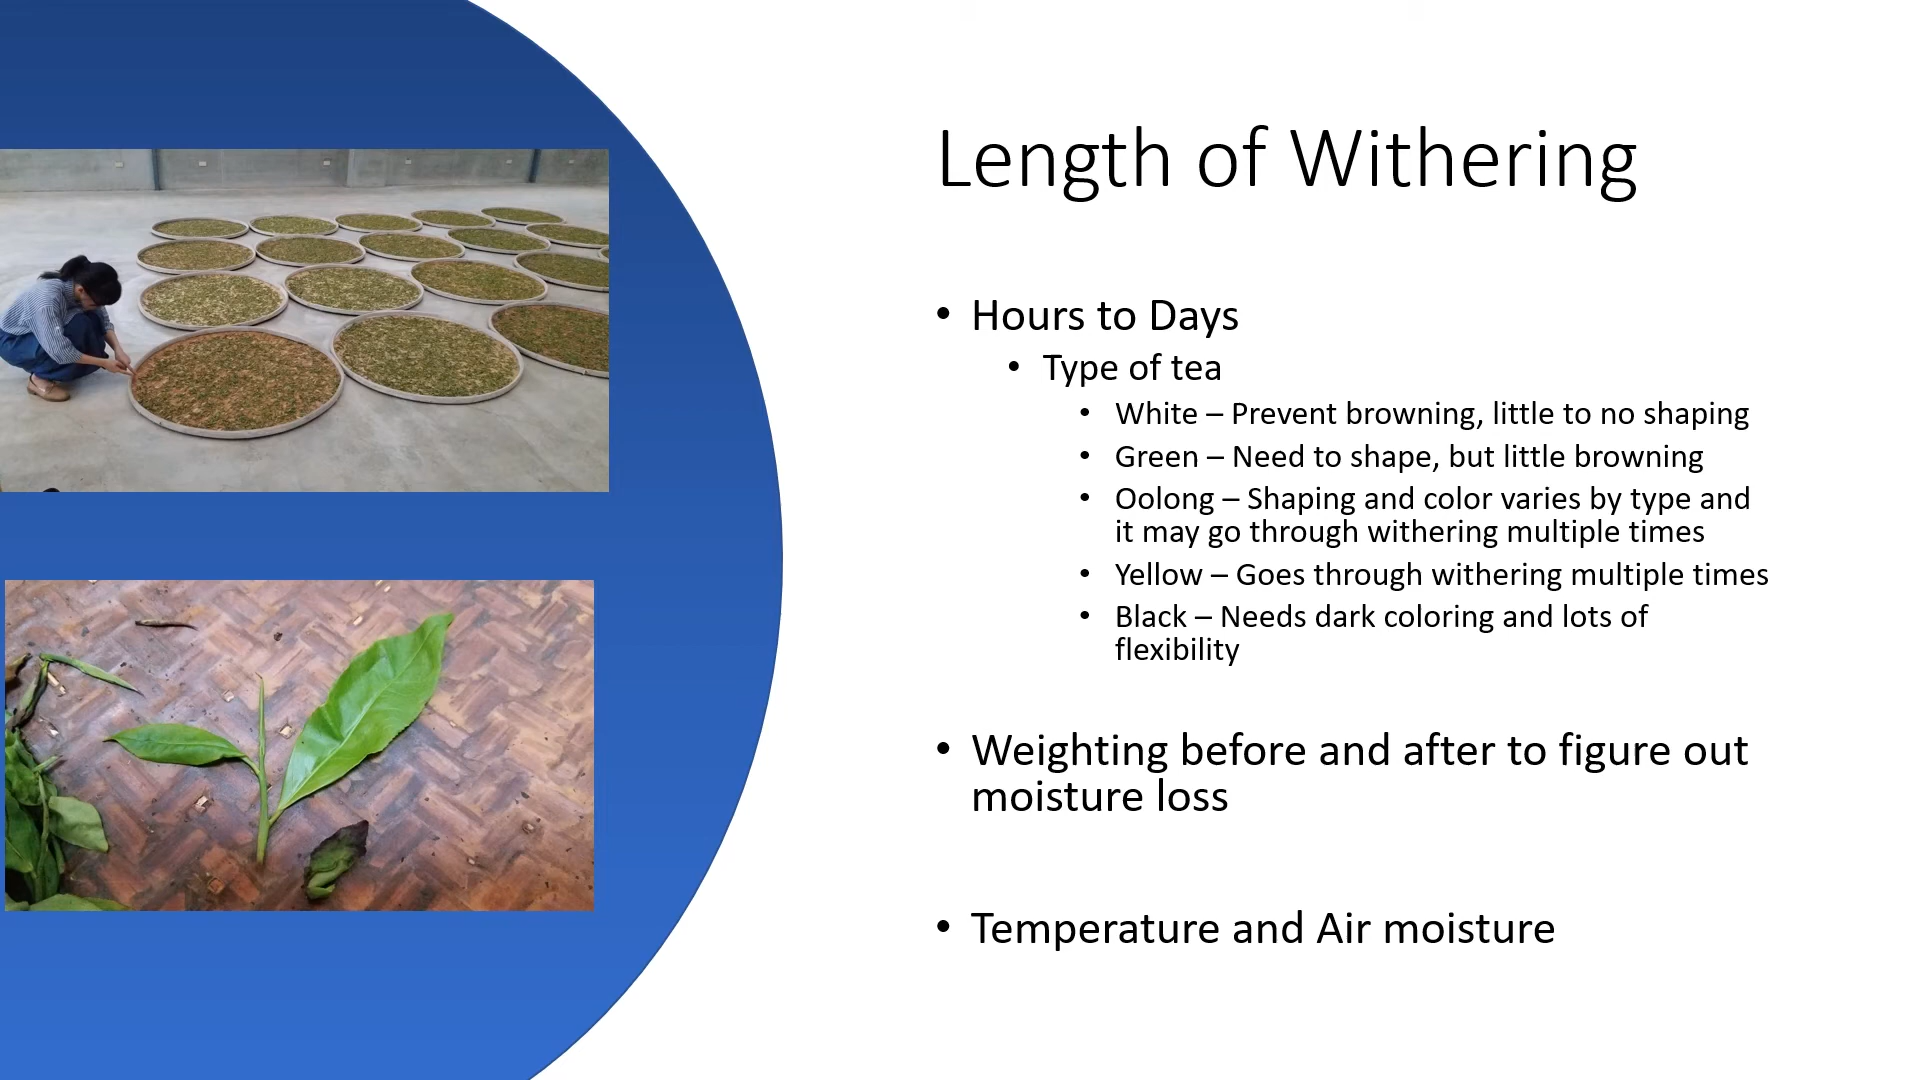 Length of Withering
• Hours to Days
• Type of tea
• White – Prevent browning, little to no shaping
• Green – Need to shape, but little browning
• Oolong – Shaping and color varies by type and
it may go through withering multiple times
• Yellow – Goes through withering multiple times
• Black – Needs dark coloring and lots of
flexibility
• Weighting before and after to figure out
moisture loss
• Temperature and Air moisture